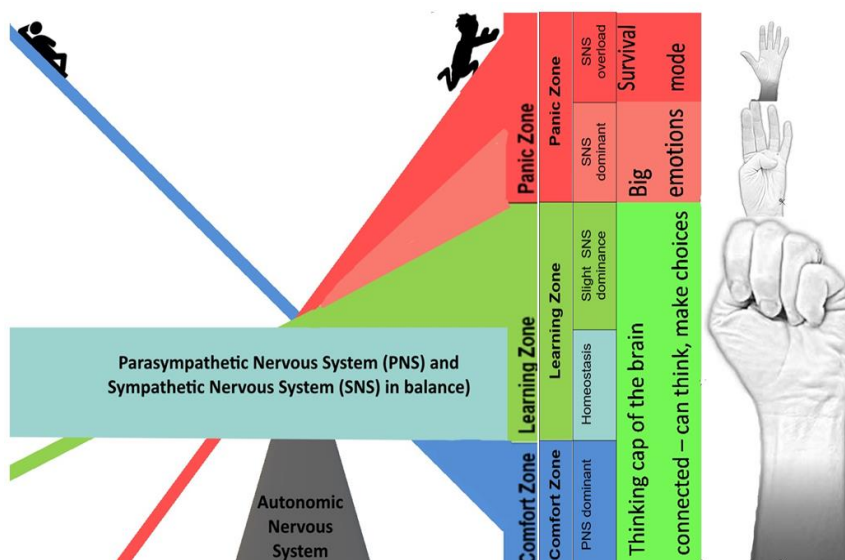 Parasympathetic Nervous System (PNS) and
Sympathetic Nervous System (SNS) in balance)
Autonomic
Nervous
System
Panic Zone
Learning Zone
Comfort Zone
Panic Zone
Learning Zone
Comfort Zone
SNS
overload
SNS
dominant
Slight SNS
dominance
Homeostasis
PNS dominant
Survival
mode
Big
emotions
Thinking cap of the brain
connected – can think, make choices